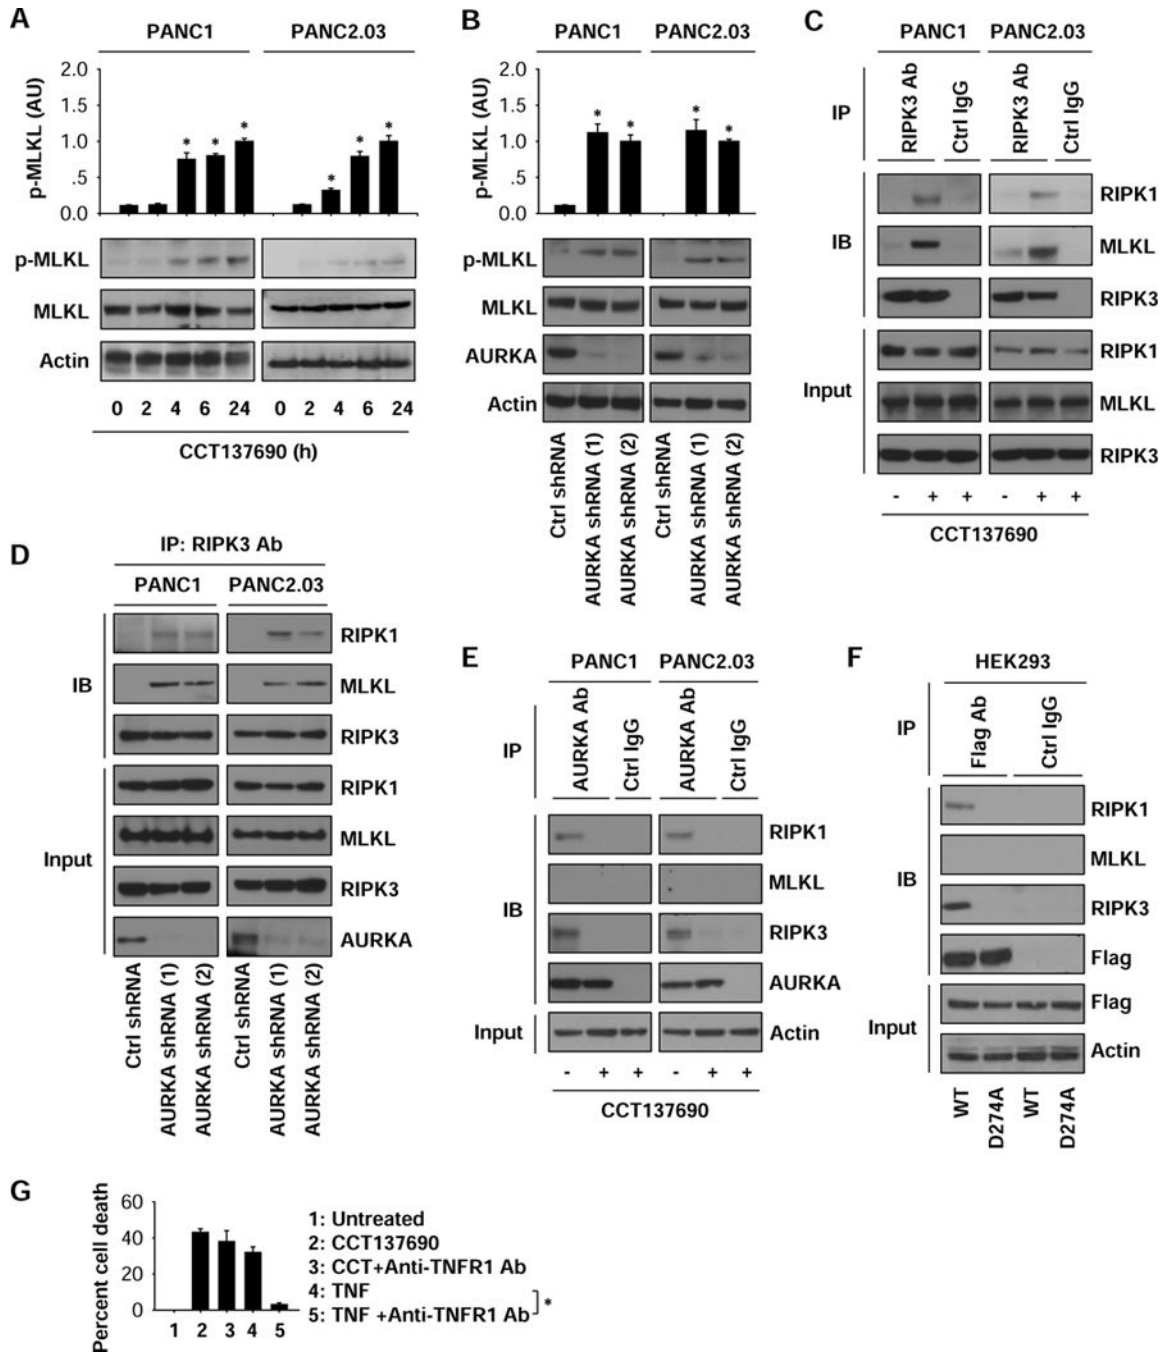 A
PANC1 PANC2.03
p-MLKL (AU)
2.0
1.5
1.0
.5
0.0
* * * * * *
p-MLKL
MLKL
Actin
0 2 4 6 24 0 2 4 6 24
CCT137690 (h)
B
PANC1 PANC2.03
p-MLKL (AU)
2.0
1.5
1.0
.5
0.0
* * * *
p-MLKL
MLKL
AURKA
Actin
Ctrl shRNA
AURKA shRNA (1)
AURKA shRNA (2)
Ctrl shRNA
AURKA shRNA (1)
AURKA shRNA (2)
C
PANC1 PANC2.03
IP
RIPK3 Ab
Ctrl IgG
RIPK3 Ab
Ctrl IgG
IB
RIPK1
MLKL
RIPK3
Input
RIPK1
MLKL
RIPK3
- + + - + +
CCT137690
D
IP: RIPK3 Ab
PANC1 PANC2.03
IB
RIPK1
MLKL
RIPK3
Input
RIPK1
MLKL
RIPK3
AURKA
Ctrl shRNA
AURKA shRNA (1)
AURKA shRNA (2)
Ctrl shRNA
AURKA shRNA (1)
AURKA shRNA (2)
E
PANC1 PANC2.03
IP
AURKA Ab
Ctrl IgG
AURKA Ab
Ctrl IgG
IB
RIPK1
MLKL
RIPK3
AURKA
Input
Actin
- + + - + +
CCT137690
F
HEK293
IP
Flag Ab
Ctrl IgG
IB
RIPK1
MLKL
RIPK3
Flag
Input
Flag
Actin
WT
D274A
WT
D274A
G
Percent cell death
60
40
20
0
1 2 3 4 5
1: Untreated
2: CCT137690
3: CCT+Anti-TNFR1 Ab
4: TNF
5: TNF +Anti-TNFR1 Ab
*